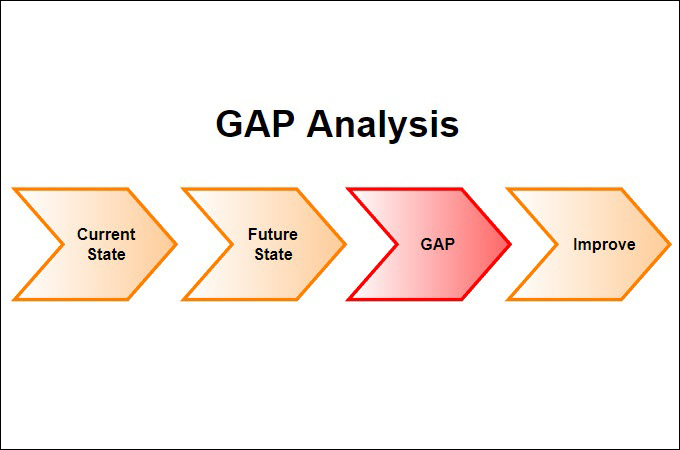 GAP Analysis
Current
State
Future
State
GAP
Improve